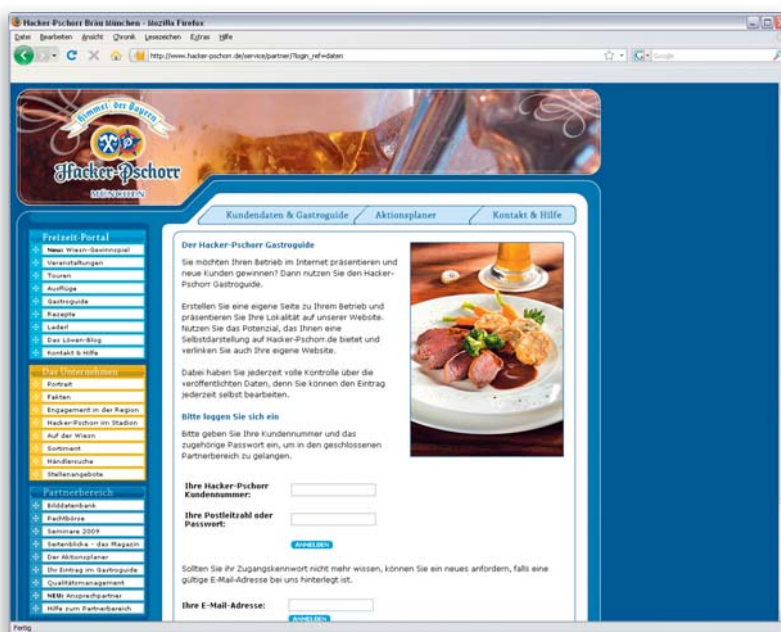 Hacker-Pschorr Bräu München - Mozilla Firefox
Datei Bearbeiten Ansicht Chronik Lesezeichen Extras Hilfe
http://www.hacker-pschorr.de/service/partner/?login_ref=daten
Google
Himmel der Bayern
Hacker-Pschorr
MÜNCHEN
Kundendaten & Gastroguide
Aktionsplaner
Kontakt & Hilfe
Freizeit-Portal
Neu: Wiesn-Gewinnspiel
Veranstaltungen
Touren
Ausflüge
Gastroguide
Rezepte
Laderl
Das Löwen-Blog
Kontakt & Hilfe
Das Unternehmen
Portrait
Fakten
Engagement in der Region
Hacker-Pschorr im Stadion
Auf der Wiesn
Sortiment
Händlersuche
Stellenangebote
Partnerbereich
Bilddatenbank
Pachtbörse
Seminare 2009
Seitenblicke - das Magazin
Der Aktionsplaner
Ihr Eintrag im Gastroguide
Qualitätsmanagement
NEU: Ansprechpartner
Hilfe zum Partnerbereich
Der Hacker-Pschorr Gastroguide
Sie möchten Ihren Betrieb im Internet präsentieren und
neue Kunden gewinnen? Dann nutzen Sie den Hacker-
Pschorr Gastroguide.
Erstellen Sie eine eigene Seite zu Ihrem Betrieb und
präsentieren Sie Ihre Lokalität auf unserer Website.
Nutzen Sie das Potenzial, das Ihnen eine
Selbstdarstellung auf Hacker-Pschorr.de bietet und
verlinken Sie auch Ihre eigene Website.
Dabei haben Sie jederzeit volle Kontrolle über die
veröffentlichten Daten, denn Sie können den Eintrag
jederzeit selbst bearbeiten.
Bitte loggen Sie sich ein
Bitte geben Sie Ihre Kundennummer und das
zugehörige Passwort ein, um in den geschlossenen
Partnerbereich zu gelangen.
Ihre Hacker-Pschorr
Kundennummer:
Ihre Postleitzahl oder
Passwort:
ANMELDEN
Sollten Sie ihr Zugangskennwort nicht mehr wissen, können Sie ein neues anfordern, falls eine
gültige E-Mail-Adresse bei uns hinterlegt ist.
Ihre E-Mail-Adresse:
ANMELDEN
Fertig